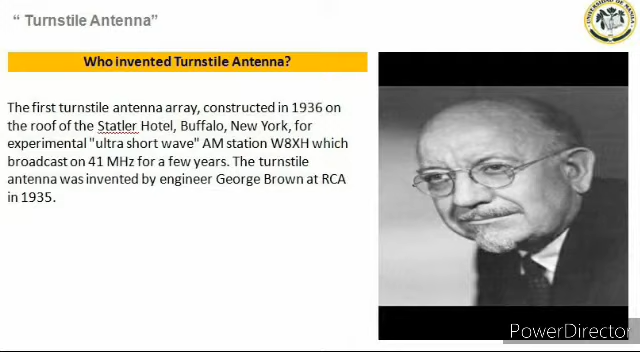 “ Turnstile Antenna”
Who invented Turnstile Antenna?
The first turnstile antenna array, constructed in 1936 on
the roof of the Statler Hotel, Buffalo, New York, for
experimental "ultra short wave" AM station W8XH which
broadcast on 41 MHz for a few years. The turnstile
antenna was invented by engineer George Brown at RCA
in 1935.
PowerDirector